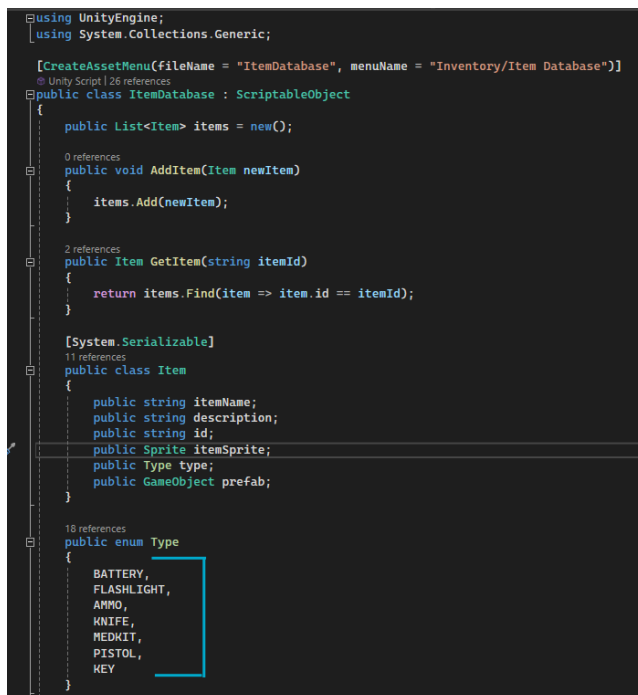 using UnityEngine;
using System.Collections.Generic;
[CreateAssetMenu(fileName = "ItemDatabase", menuName = "Inventory/Item Database")]
Unity Script | 26 references
public class ItemDatabase : ScriptableObject
{
public List<Item> items = new();
0 references
public void AddItem(Item newItem)
{
items.Add(newItem);
}
2 references
public Item GetItem(string itemId)
{
return items.Find(item => item.id == itemId);
}
[System.Serializable]
11 references
public class Item
{
public string itemName;
public string description;
public string id;
public Sprite itemSprite;
public Type type;
public GameObject prefab;
}
18 references
public enum Type
{
BATTERY,
FLASHLIGHT,
AMMO,
KNIFE,
MEDKIT,
PISTOL,
KEY
}